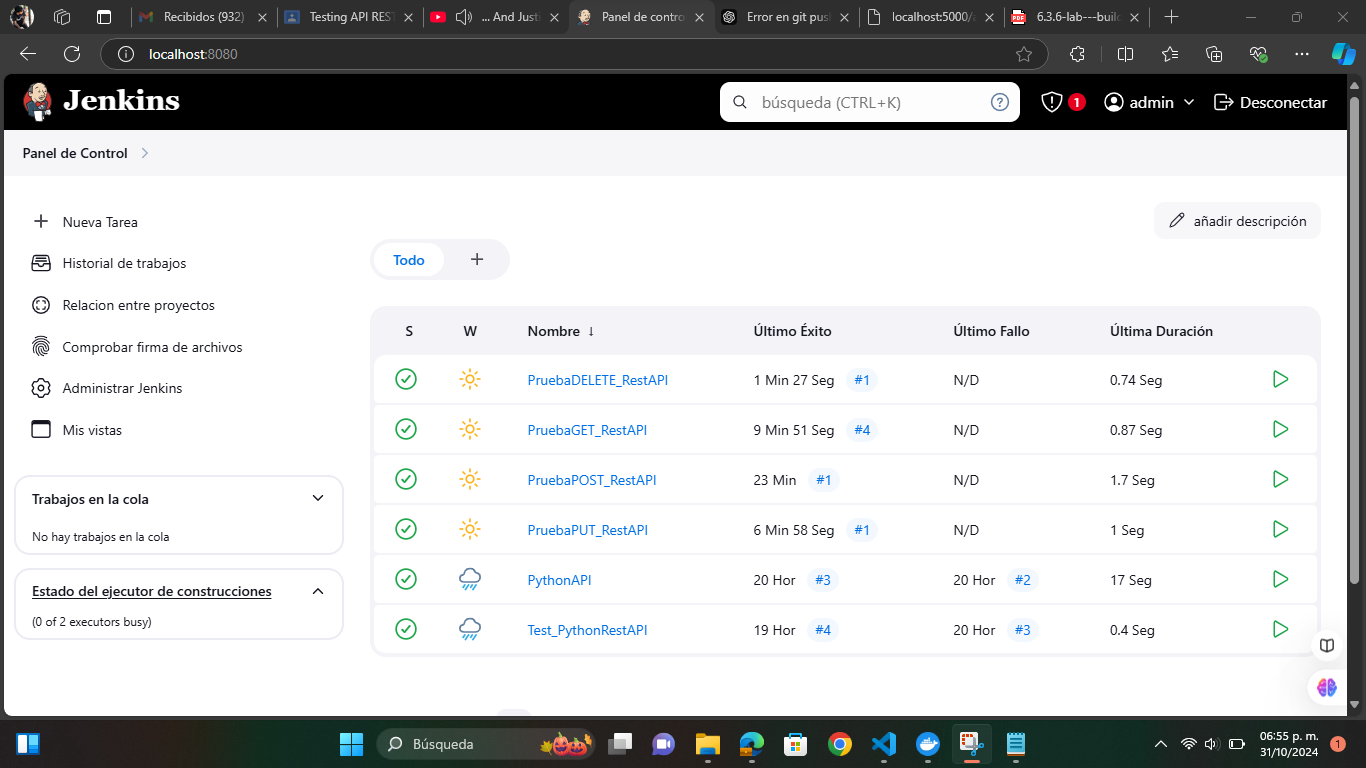 Recibidos (932)
Testing API REST
... And Justi
Panel de contro
Error en git pus
localhost:5000/a
6.3.6-lab---buil
localhost:8080
Jenkins
búsqueda (CTRL+K)
?
1
admin
Desconectar
Panel de Control
Nueva Tarea
Historial de trabajos
Relacion entre proyectos
Comprobar firma de archivos
Administrar Jenkins
Mis vistas
Trabajos en la cola
No hay trabajos en la cola
Estado del ejecutor de construcciones
(0 of 2 executors busy)
añadir descripción
Todo +
S W Nombre ↓ Último Éxito Último Fallo Última Duración
PruebaDELETE_RestAPI 1 Min 27 Seg #1 N/D 0.74 Seg
PruebaGET_RestAPI 9 Min 51 Seg #4 N/D 0.87 Seg
PruebaPOST_RestAPI 23 Min #1 N/D 1.7 Seg
PruebaPUT_RestAPI 6 Min 58 Seg #1 N/D 1 Seg
PythonAPI 20 Hor #3 20 Hor #2 17 Seg
Test_PythonRestAPI 19 Hor #4 20 Hor #3 0.4 Seg
Búsqueda
06:55 p. m.
31/10/2024
1